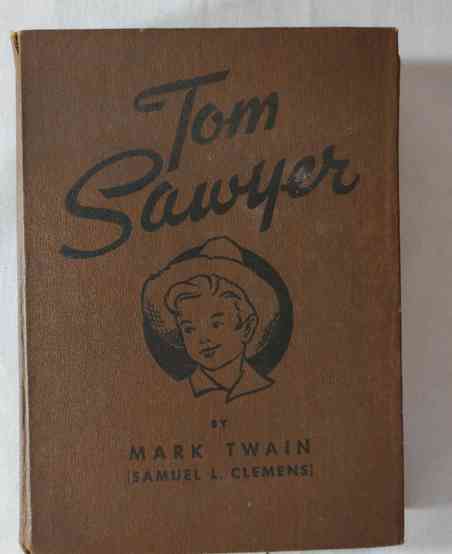 Tom
Sawyer
BY
MARK TWAIN
[SAMUEL L. CLEMENS]